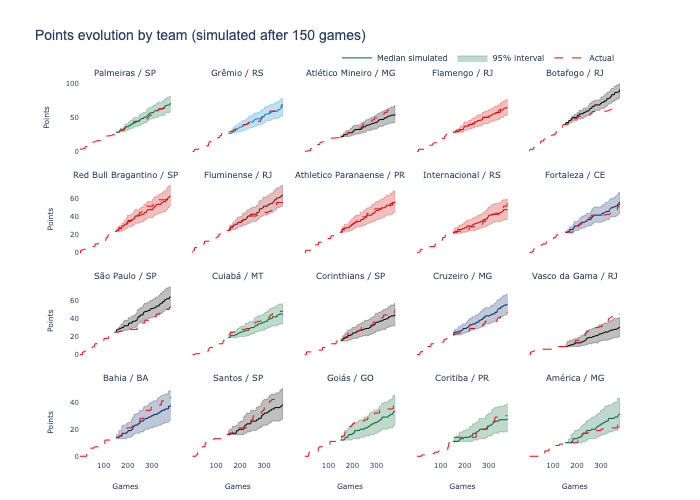 Points evolution by team (simulated after 150 games)
Median simulated 95% interval Actual
Palmeiras / SP Grêmio / RS Atlético Mineiro / MG Flamengo / RJ Botafogo / RJ
100
50
0
Points
Red Bull Bragantino / SP Fluminense / RJ Athletico Paranaense / PR Internacional / RS Fortaleza / CE
60
40
20
0
Points
São Paulo / SP Cuiabá / MT Corinthians / SP Cruzeiro / MG Vasco da Gama / RJ
60
40
20
0
Points
Bahia / BA Santos / SP Goiás / GO Coritiba / PR América / MG
40
20
0
Points
100 200 300 100 200 300 100 200 300 100 200 300 100 200 300
Games Games Games Games Games